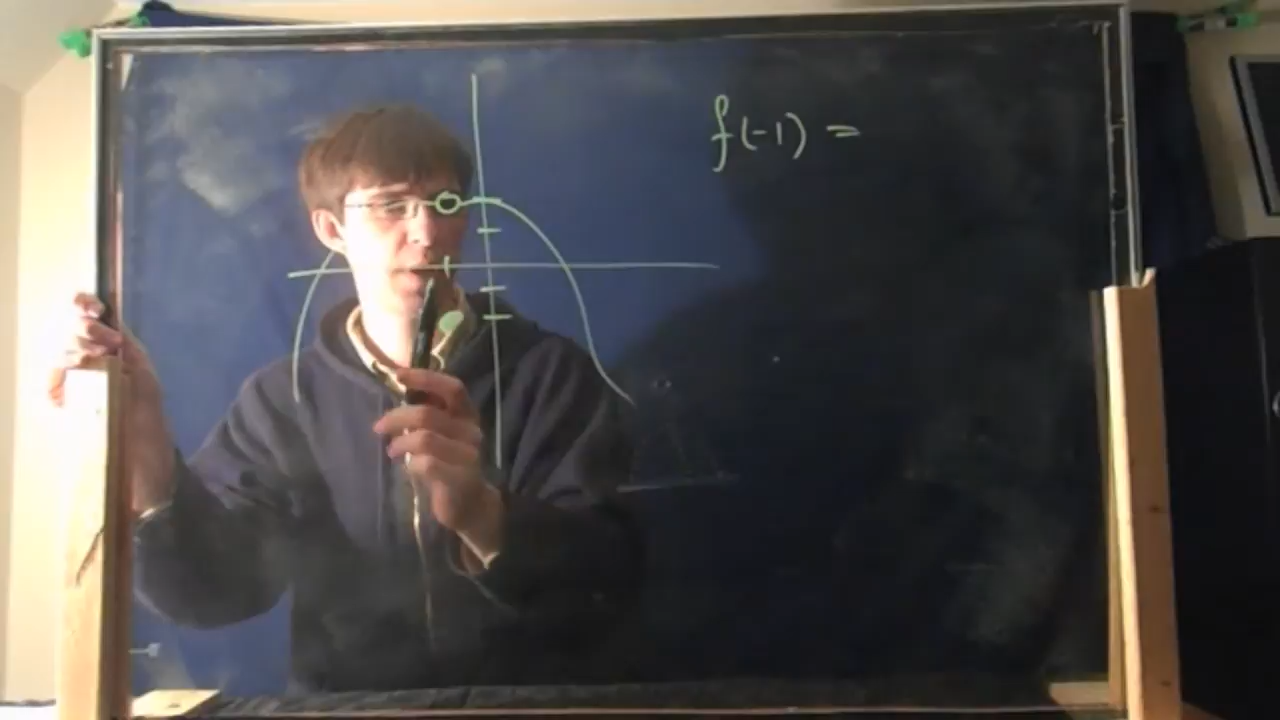 f(-1) =